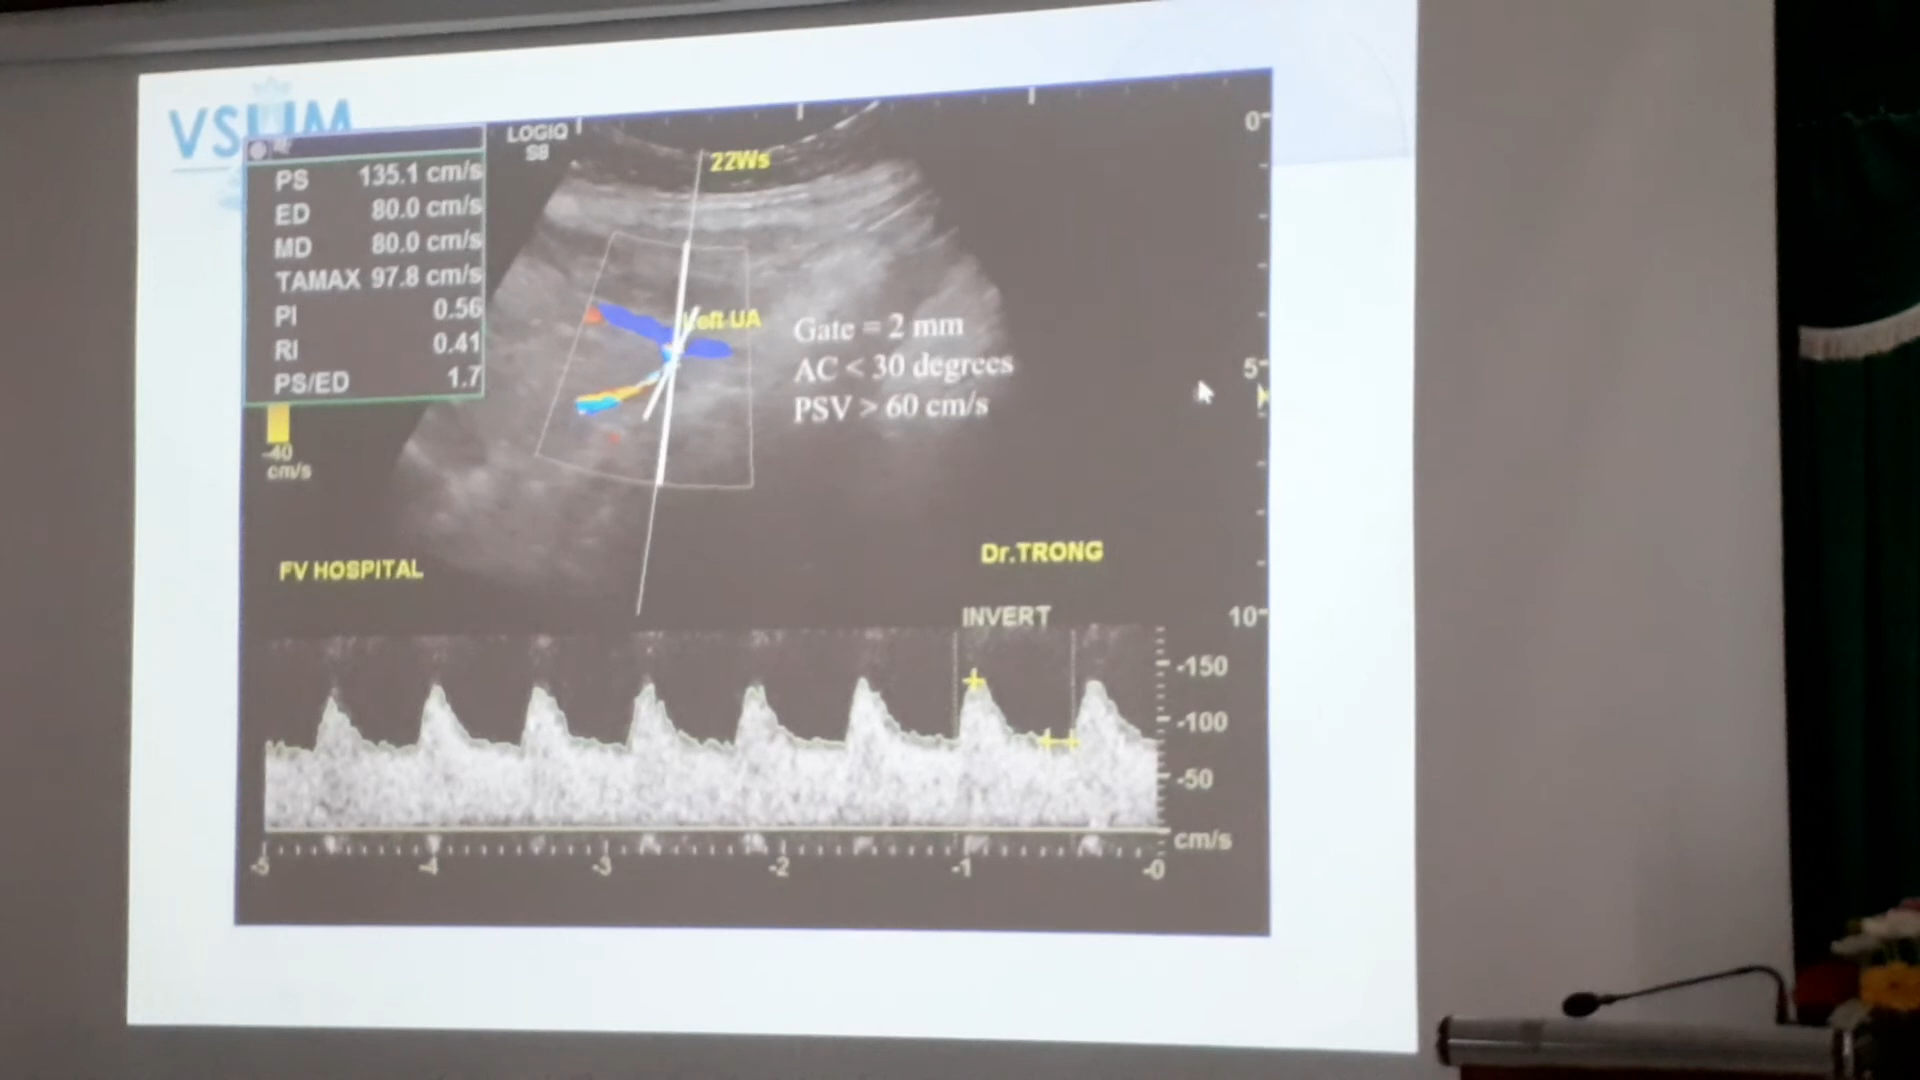 VSUM
LOGIQ
S8
22Ws
PS 135.1 cm/s
ED 80.0 cm/s
MD 80.0 cm/s
TAMAX 97.8 cm/s
PI 0.56
RI 0.41
PS/ED 1.7
-40
cm/s
Left UA
Gate = 2 mm
AC < 30 degrees
PSV > 60 cm/s
0
5
10
FV HOSPITAL
Dr.TRONG
INVERT
-150
-100
-50
cm/s
-5 -4 -3 -2 -1 -0